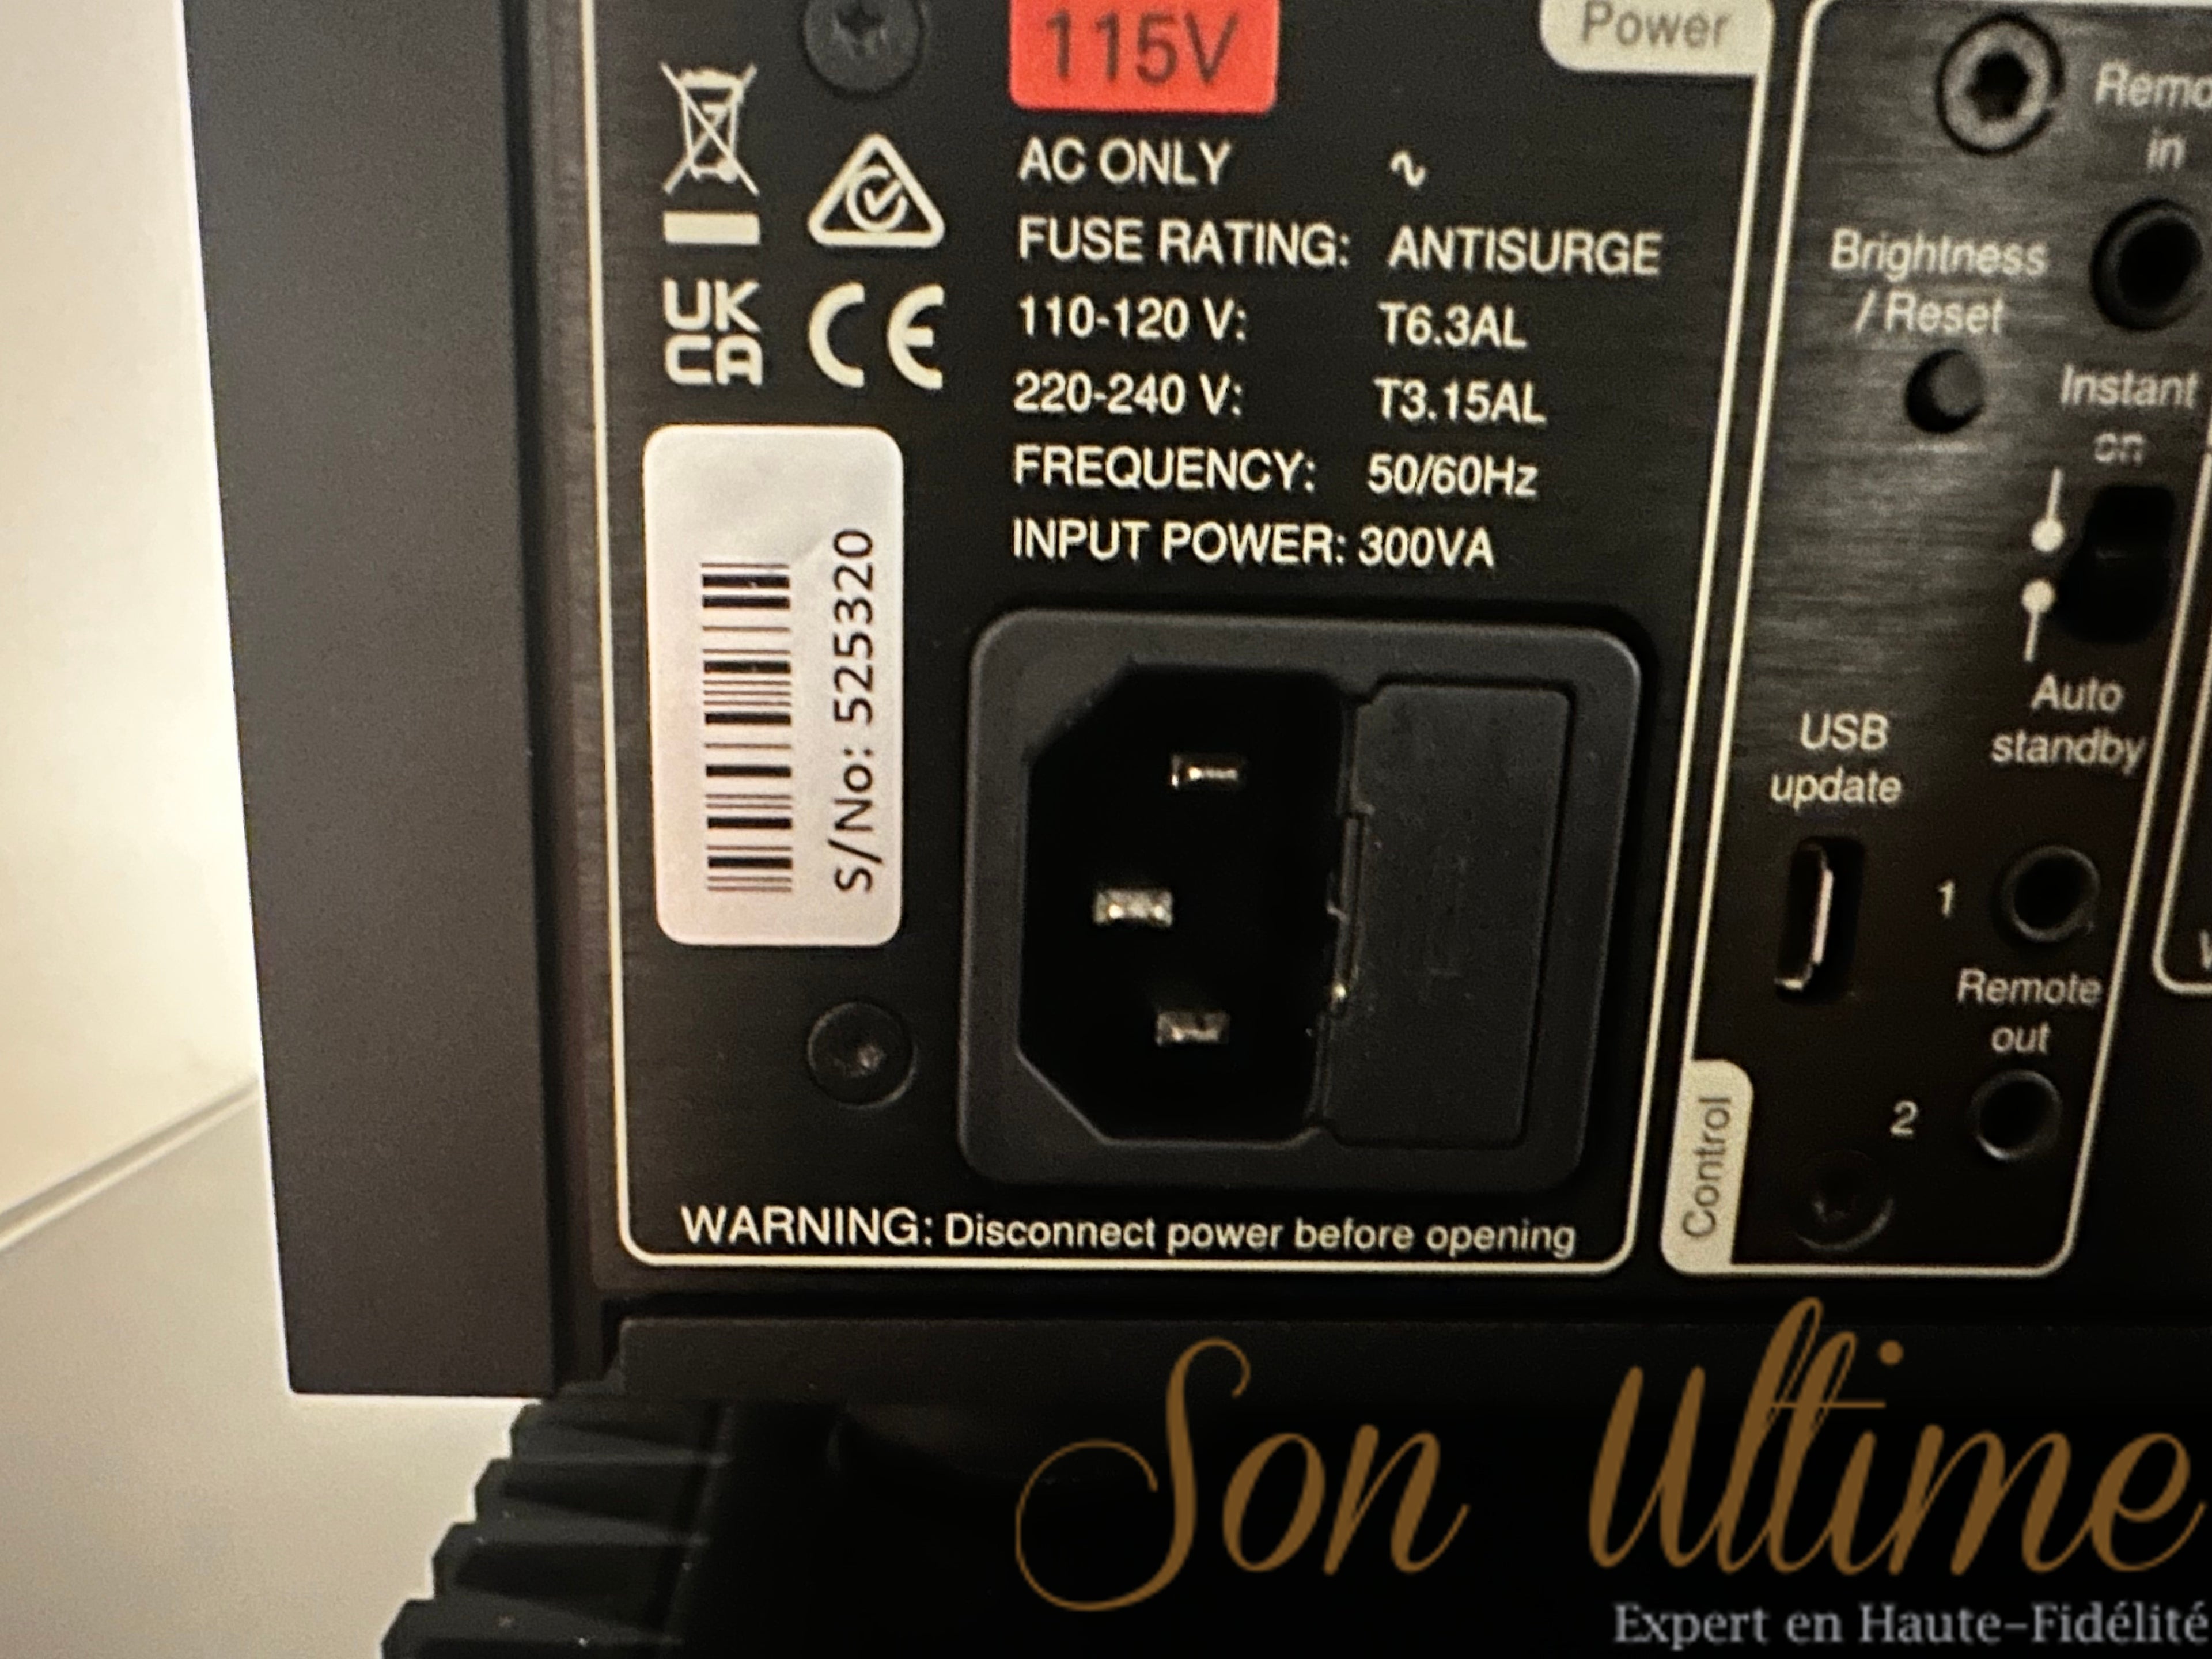 115V
Power
AC ONLY
FUSE RATING: ANTISURGE
110-120 V: T6.3AL
220-240 V: T3.15AL
FREQUENCY: 50/60Hz
INPUT POWER: 300VA
UK
CA
CE
S/No: 525320
WARNING: Disconnect power before opening
in
Brightness
/ Reset
Instant
on
Auto
standby
USB
update
1
Remote
out
2
Control
Son Ultime
Expert en Haute-Fidélité